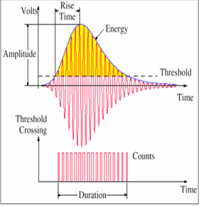 Volts
Rise
Time
Energy
Amplitude
Threshold
Time
Threshold
Crossing
Counts
Time
Duration